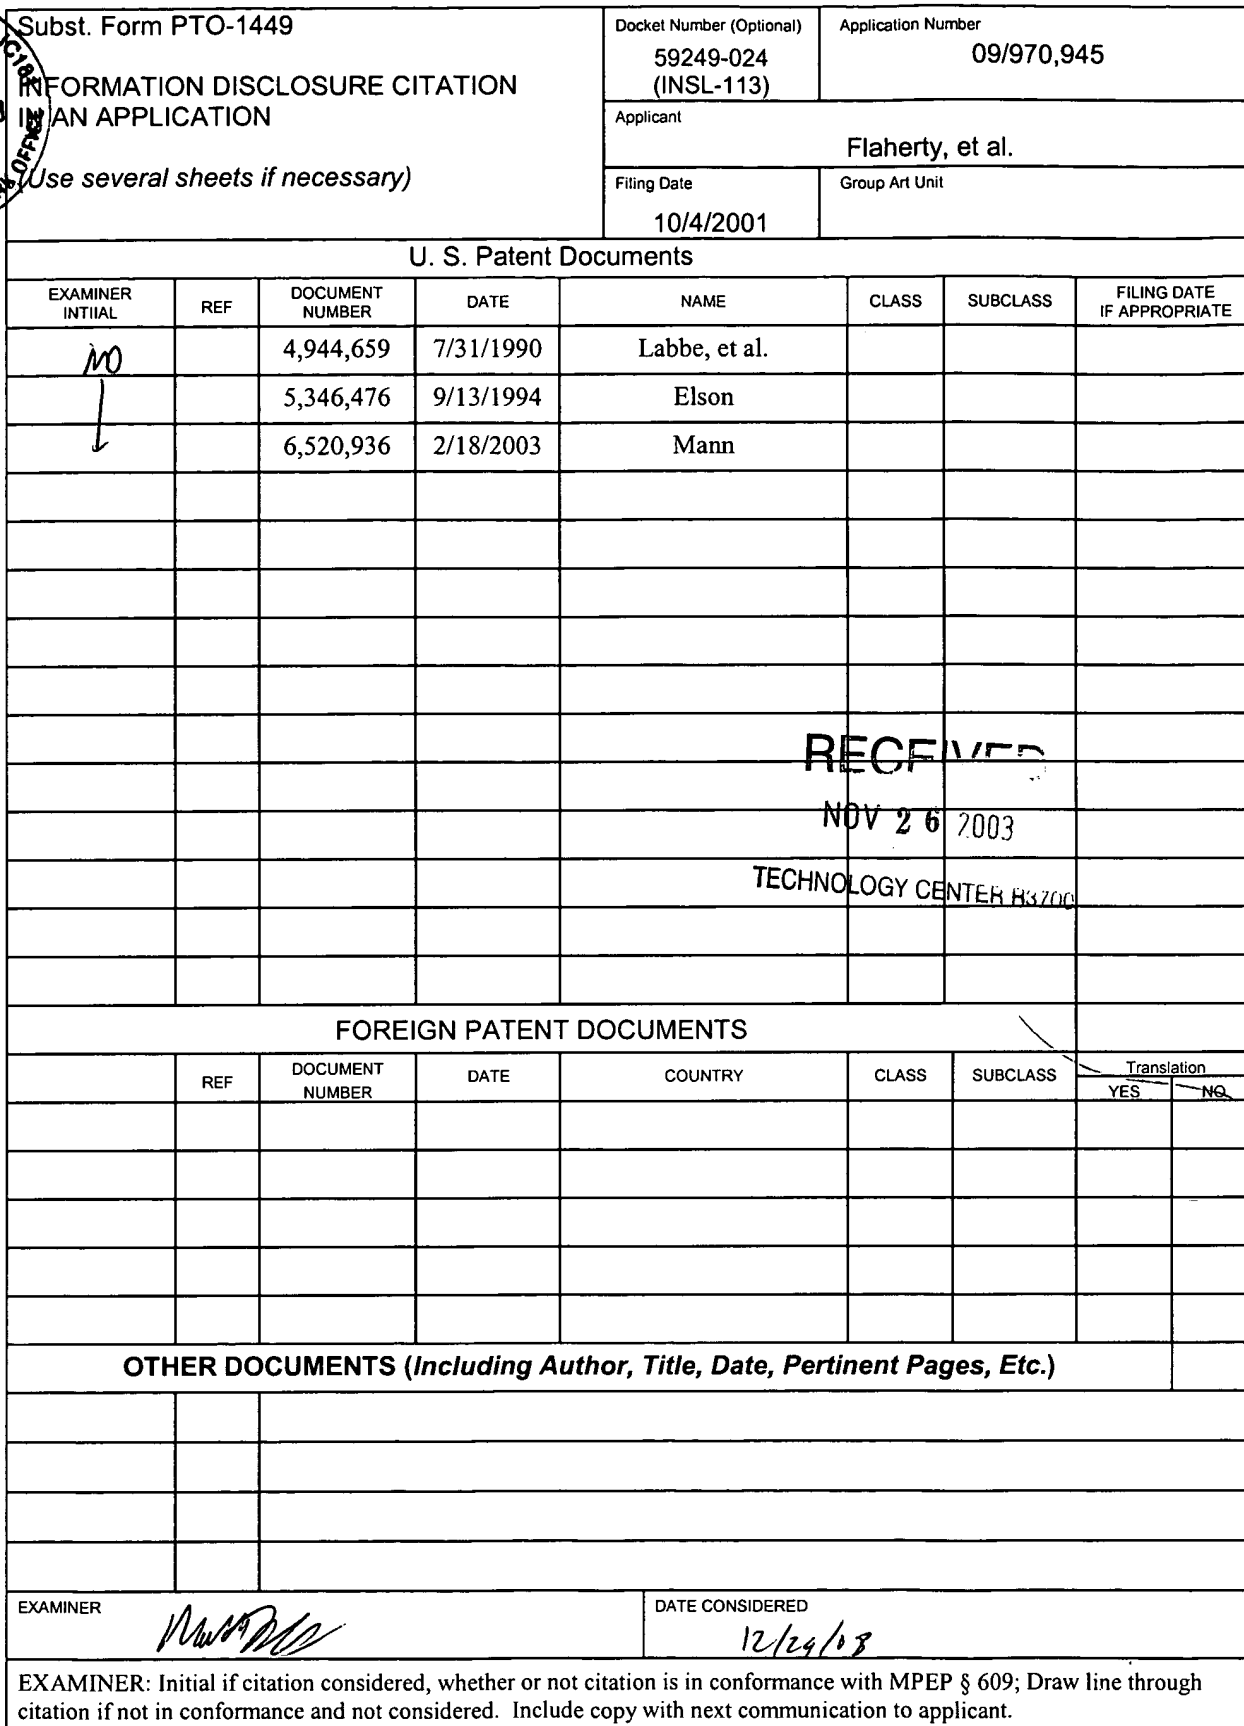 Subst. Form PTO-1449
INFORMATION DISCLOSURE CITATION
IN AN APPLICATION
(Use several sheets if necessary)
Docket Number (Optional)
59249-024
(INSL-113)
Application Number
09/970,945
Applicant
Flaherty, et al.
Filing Date
10/4/2001
Group Art Unit
OFFICE
U. S. Patent Documents
EXAMINER INTIIAL REF DOCUMENT NUMBER DATE NAME CLASS SUBCLASS FILING DATE IF APPROPRIATE
4,944,659 7/31/1990 Labbe, et al.
5,346,476 9/13/1994 Elson
6,520,936 2/18/2003 Mann
RECEIVED
NOV 26 2003
TECHNOLOGY CENTER R3700
FOREIGN PATENT DOCUMENTS
REF DOCUMENT NUMBER DATE COUNTRY CLASS SUBCLASS Translation
YES NO
OTHER DOCUMENTS (Including Author, Title, Date, Pertinent Pages, Etc.)
EXAMINER
DATE CONSIDERED
12/29/03
EXAMINER: Initial if citation considered, whether or not citation is in conformance with MPEP § 609; Draw line through
citation if not in conformance and not considered. Include copy with next communication to applicant.